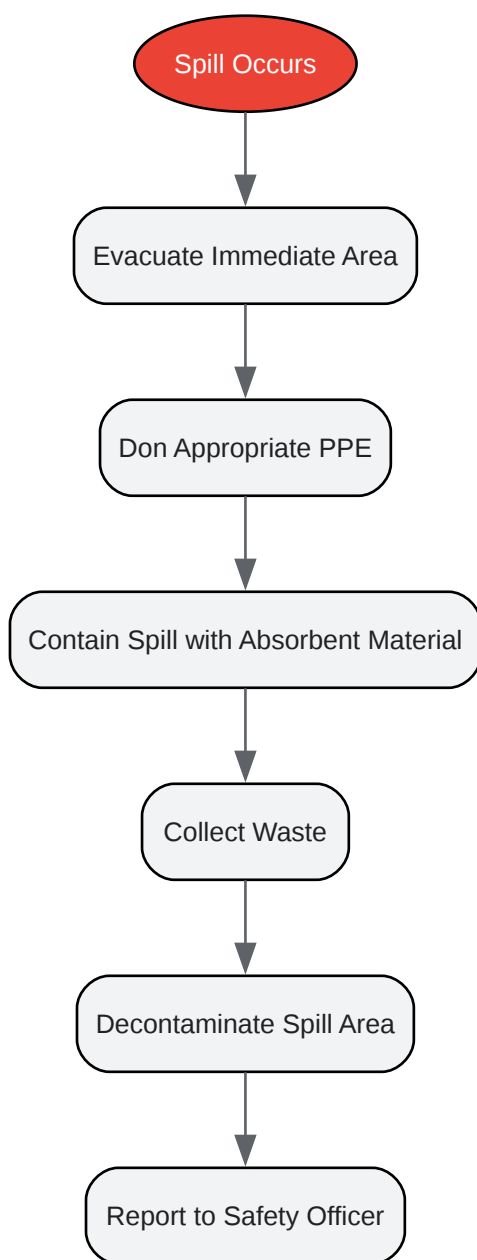 Spill Occurs
Evacuate Immediate Area
Don Appropriate PPE
Contain Spill with Absorbent Material
Collect Waste
Decontaminate Spill Area
Report to Safety Officer